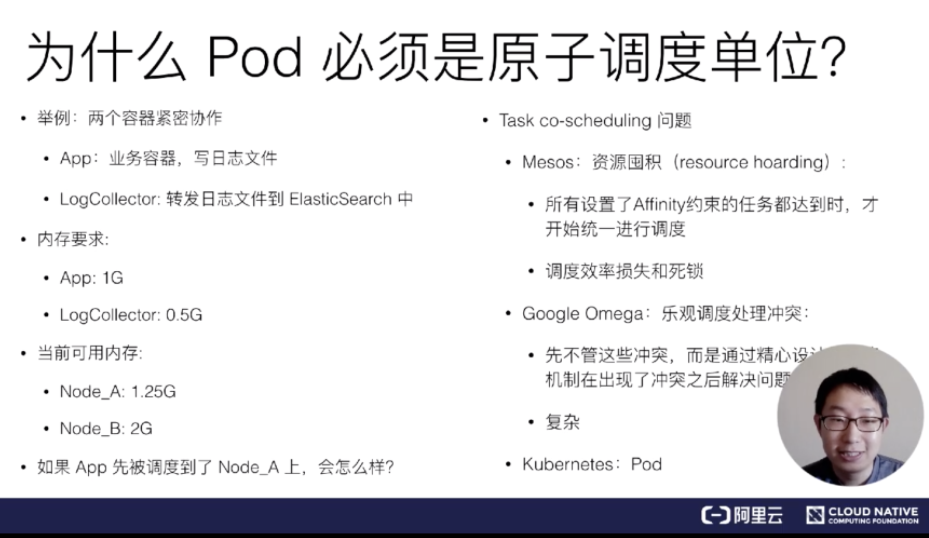 为什么 Pod 必须是原子调度单位?
• 举例：两个容器紧密协作
• App：业务容器，写日志文件
• LogCollector: 转发日志文件到 ElasticSearch 中
• 内存要求:
• App: 1G
• LogCollector: 0.5G
• 当前可用内存:
• Node_A: 1.25G
• Node_B: 2G
• 如果 App 先被调度到了 Node_A 上，会怎么样?
• Task co-scheduling 问题
• Mesos：资源囤积（resource hoarding）:
• 所有设置了Affinity约束的任务都达到时，才
开始统一进行调度
• 调度效率损失和死锁
• Google Omega：乐观调度处理冲突：
• 先不管这些冲突，而是通过精心设
机制在出现了冲突之后解决问题
• 复杂
• Kubernetes：Pod
阿里云
CLOUD NATIVE
COMPUTING FOUNDATION